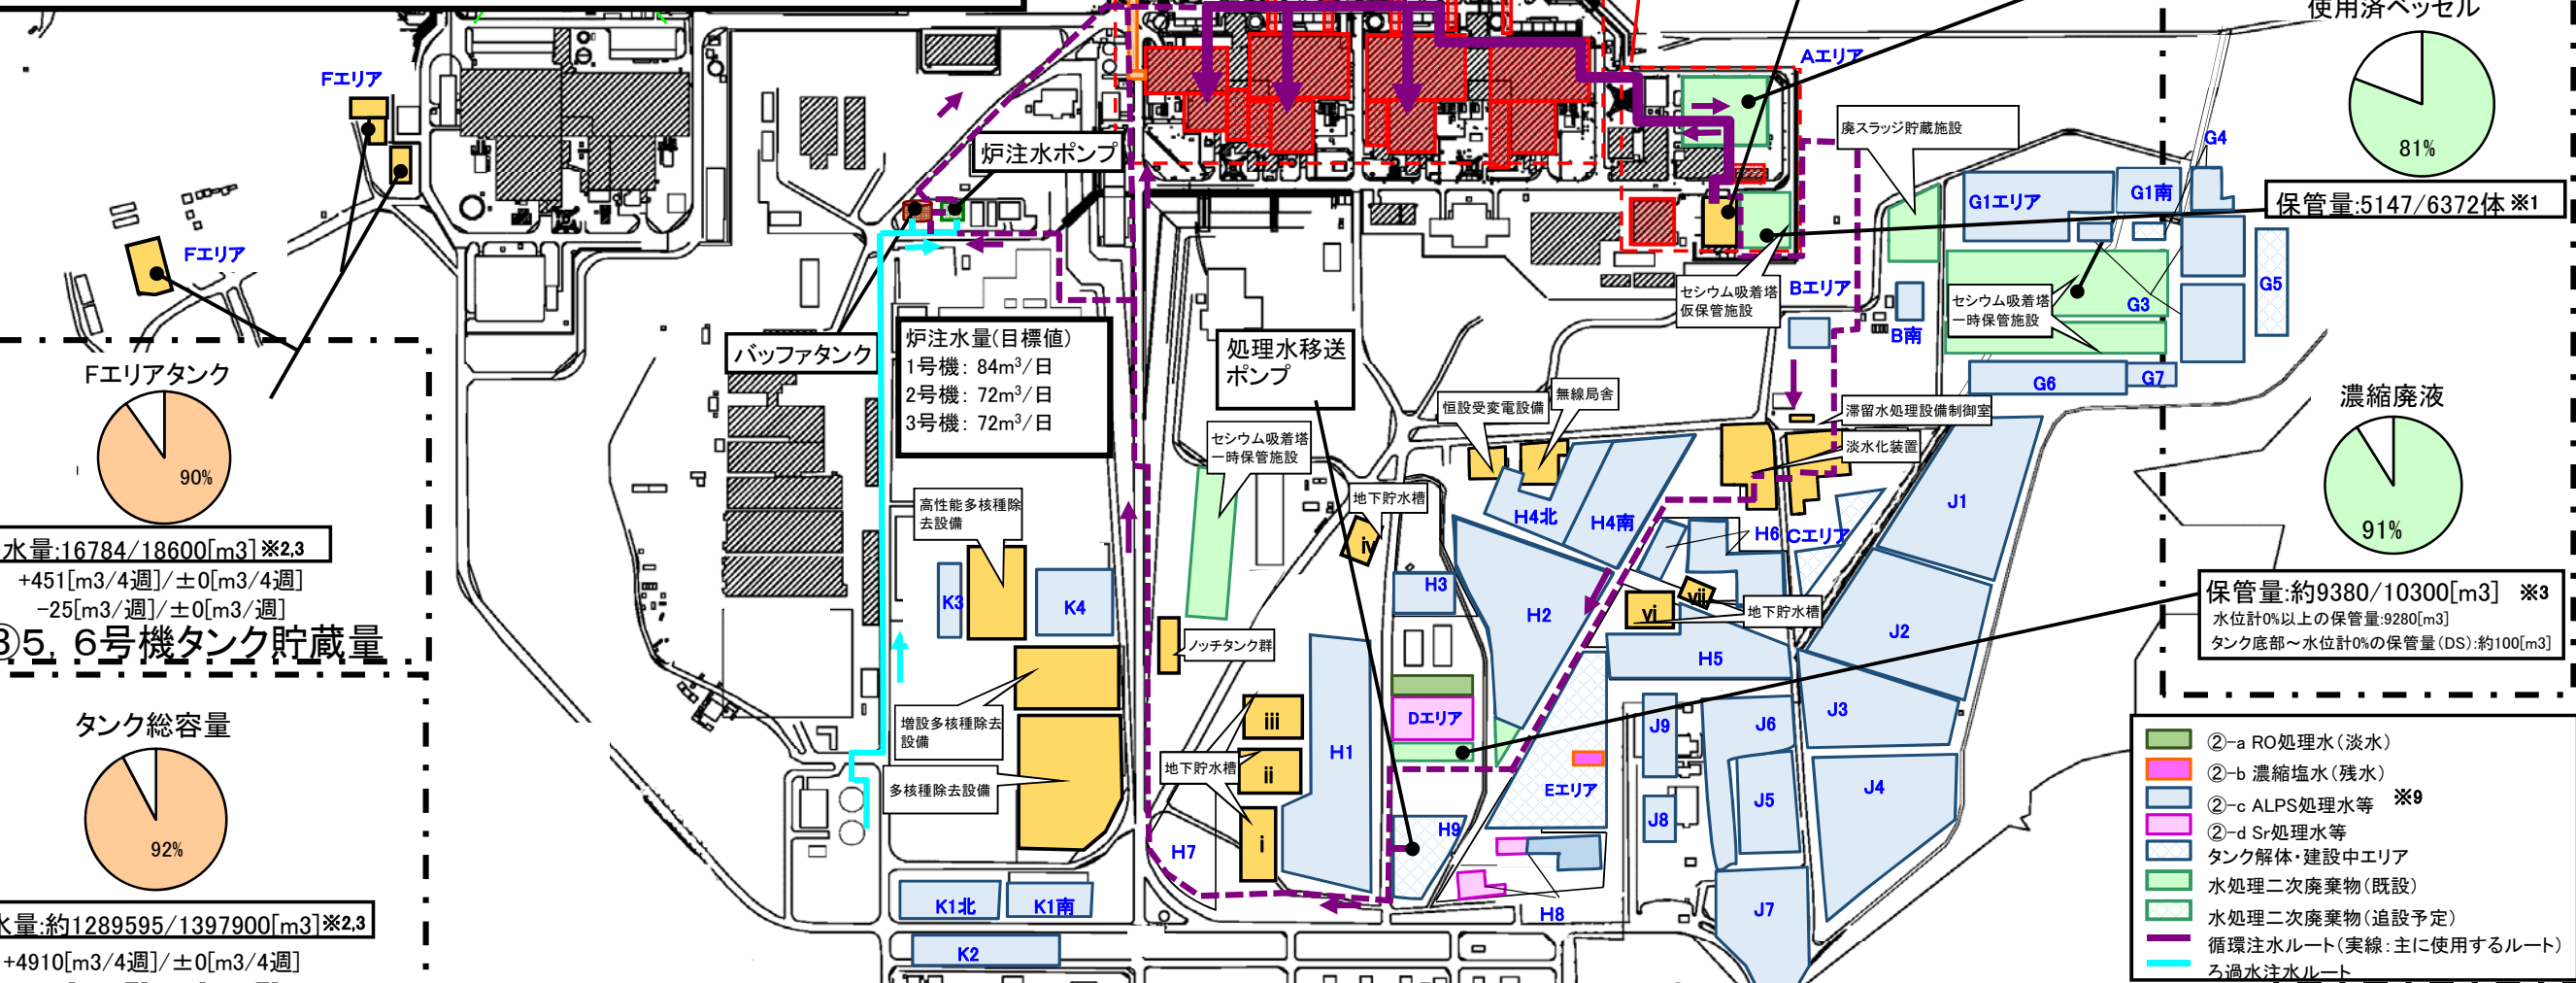 使用済ベッセル
81%
保管量:5147/6372体 ※1
濃縮廃液
91%
保管量:約9380/10300[m3] ※3
水位計0%以上の保管量:9280[m3]
タンク底部～水位計0%の保管量(DS):約100[m3]
Fエリア
Fエリア
Fエリアタンク
90%
水量:16784/18600[m3]※2,3
+451[m3/4週]/±0[m3/4週]
-25[m3/週]/±0[m3/週]
③5, 6号機タンク貯蔵量
タンク総容量
92%
水量:約1289595/1397900[m3]※2,3
+4910[m3/4週]/±0[m3/4週]
炉注水ポンプ
バッファタンク
炉注水量(目標値)
1号機: 84m³/日
2号機: 72m³/日
3号機: 72m³/日
処理水移送
ポンプ
Aエリア
廃スラッジ貯蔵施設
G4
G1エリア
G1南
G3
G5
セシウム吸着塔
仮保管施設
Bエリア
B南
セシウム吸着塔
一時保管施設
G6
G7
恒設受変電設備
無線局舎
滞留水処理設備制御室
淡水化装置
セシウム吸着塔
一時保管施設
高性能多核種除
去設備
地下貯水槽
iv
H4北
H4南
H6
Cエリア
J1
K3
K4
H3
H2
vi
vii
地下貯水槽
J2
ノッチタンク群
H5
増設多核種除去
設備
多核種除去設備
iii
ii
i
地下貯水槽
H1
Dエリア
J9
J6
J3
Eエリア
J5
J4
J8
H9
H7
H8
J7
K1北
K1南
K2
②-a RO処理水(淡水)
②-b 濃縮塩水(残水)
②-c ALPS処理水等 ※9
②-d Sr処理水等
タンク解体・建設中エリア
水処理二次廃棄物(既設)
水処理二次廃棄物(追設予定)
循環注水ルート(実線:主に使用するルート)
ろ過水注水ルート